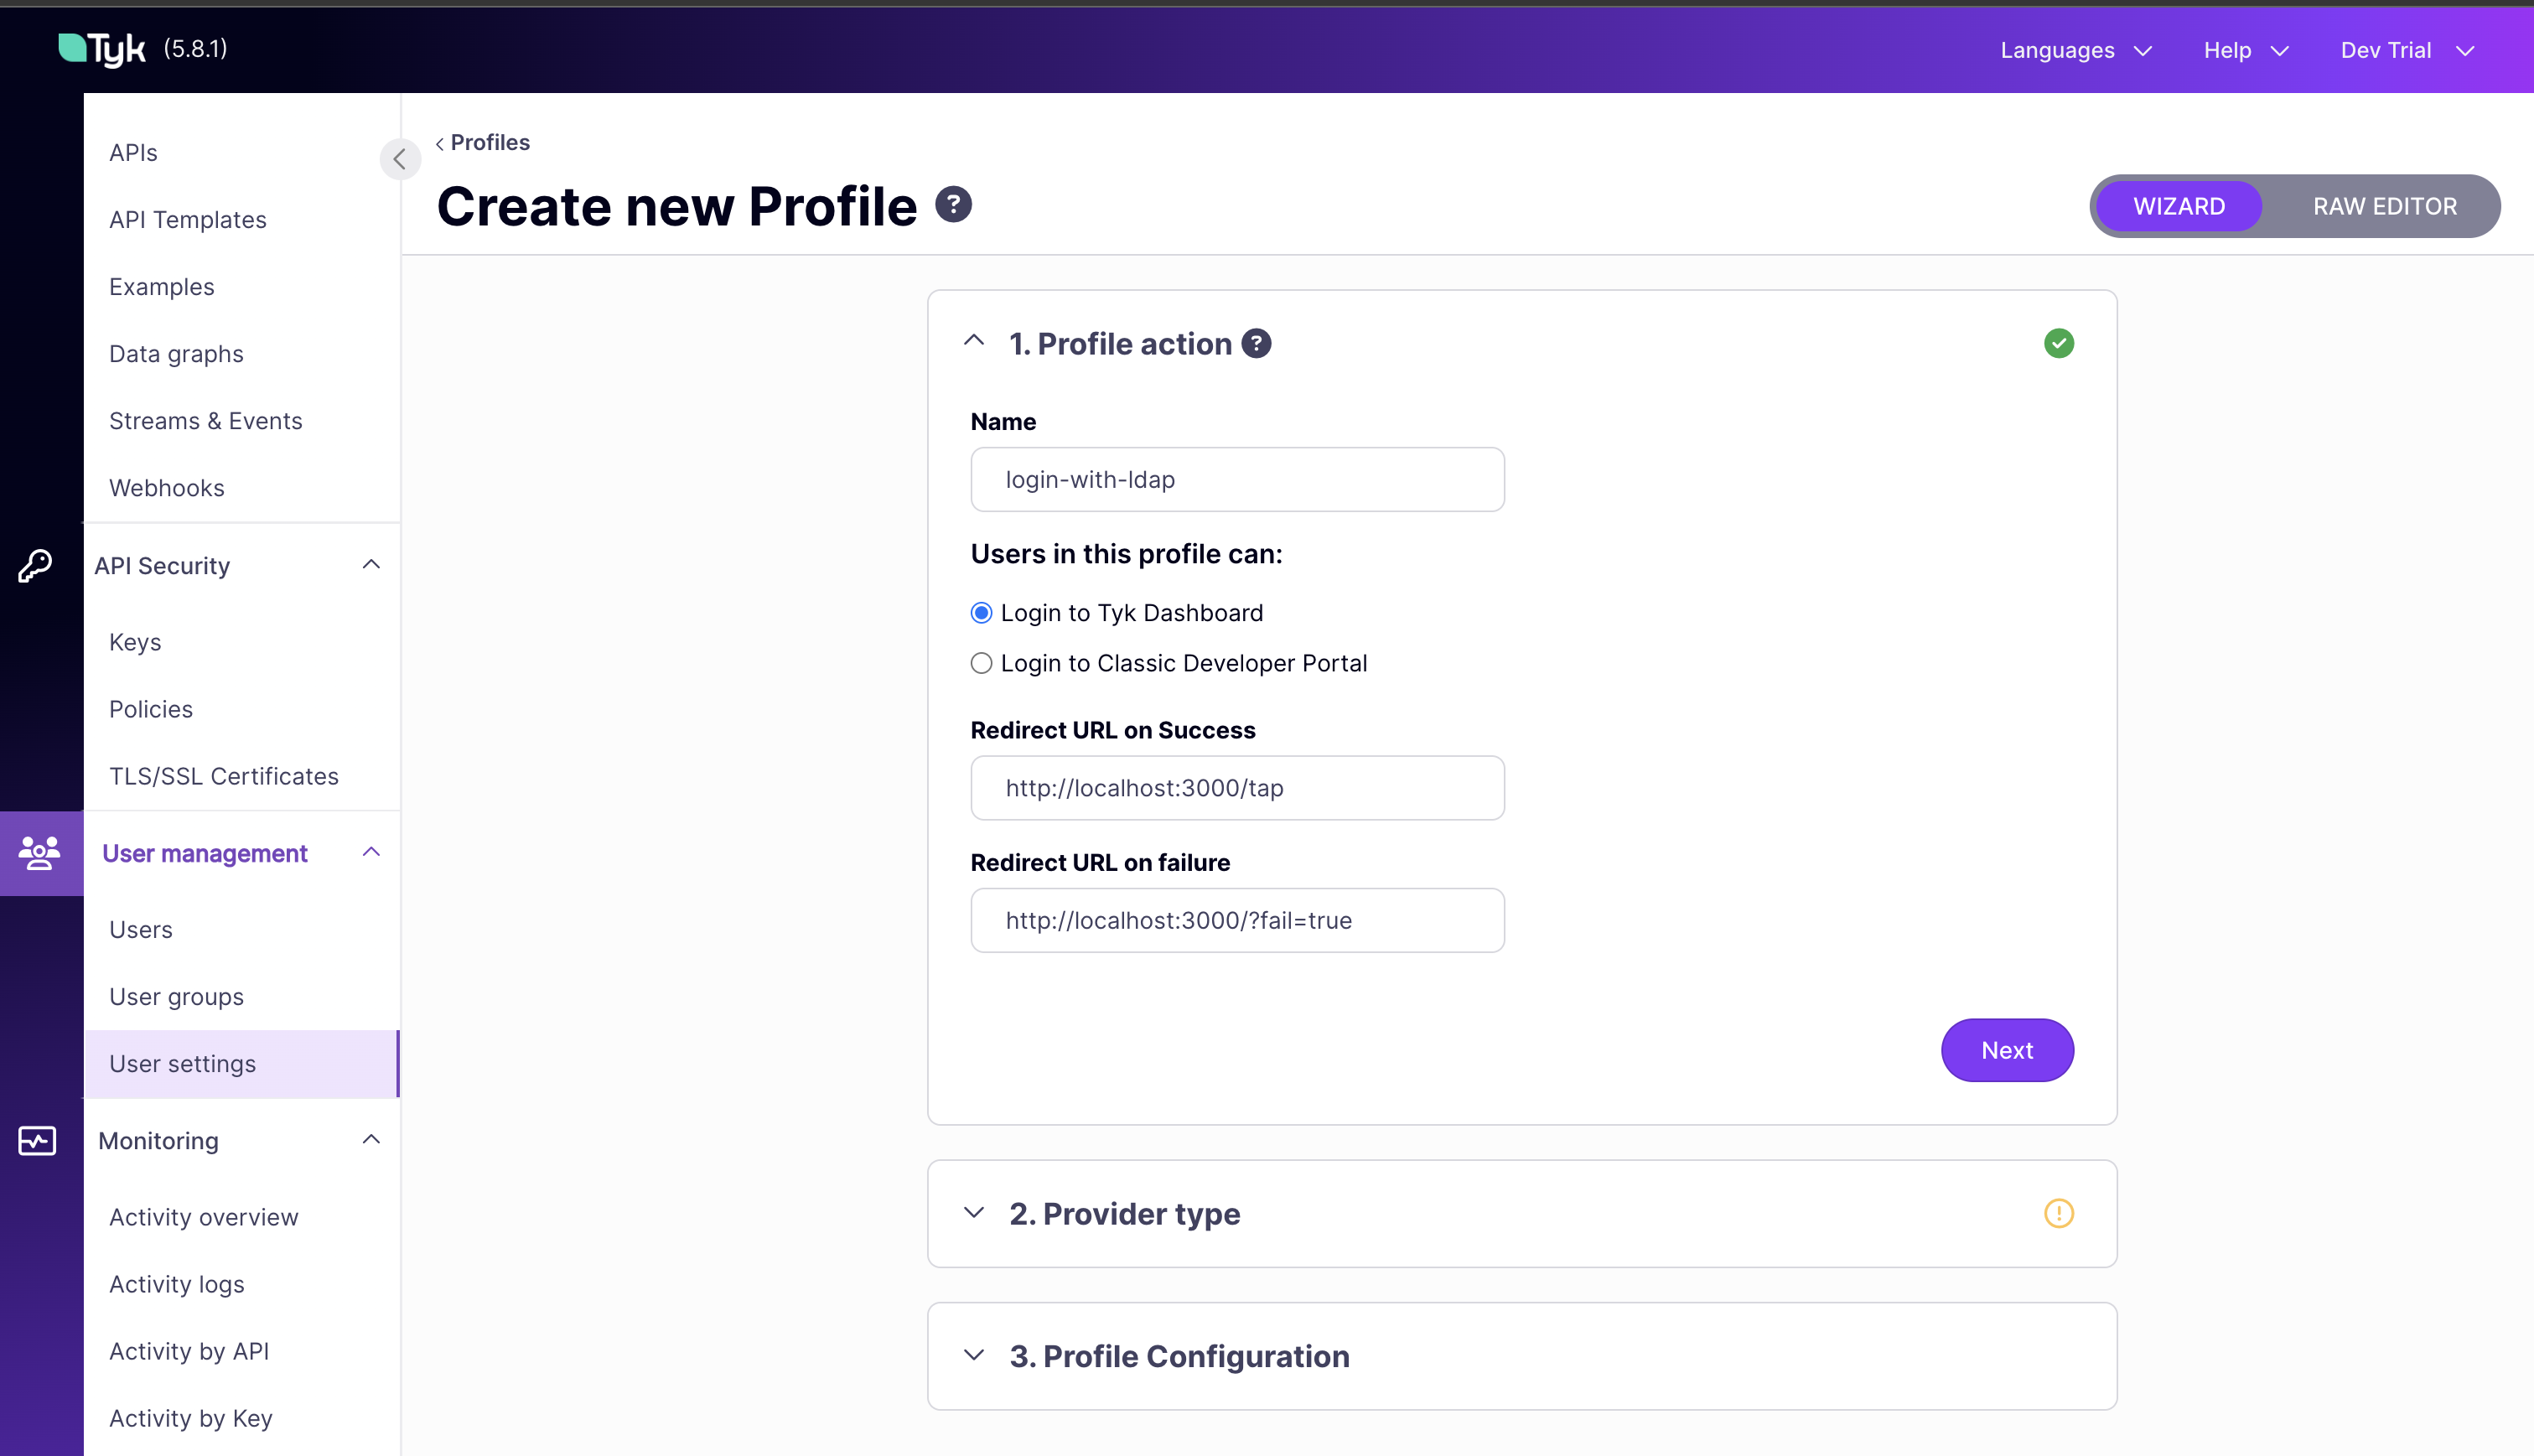 Tyk (5.8.1)
Languages
Help
Dev Trial
APIs
API Templates
Examples
Data graphs
Streams & Events
Webhooks
API Security
Keys
Policies
TLS/SSL Certificates
User management
Users
User groups
User settings
Monitoring
Activity overview
Activity logs
Activity by API
Activity by Key
‹ Profiles
Create new Profile ?
WIZARD
RAW EDITOR
1. Profile action ?
Name
login-with-ldap
Users in this profile can:
Login to Tyk Dashboard
Login to Classic Developer Portal
Redirect URL on Success
http://localhost:3000/tap
Redirect URL on failure
http://localhost:3000/?fail=true
Next
2. Provider type
3. Profile Configuration